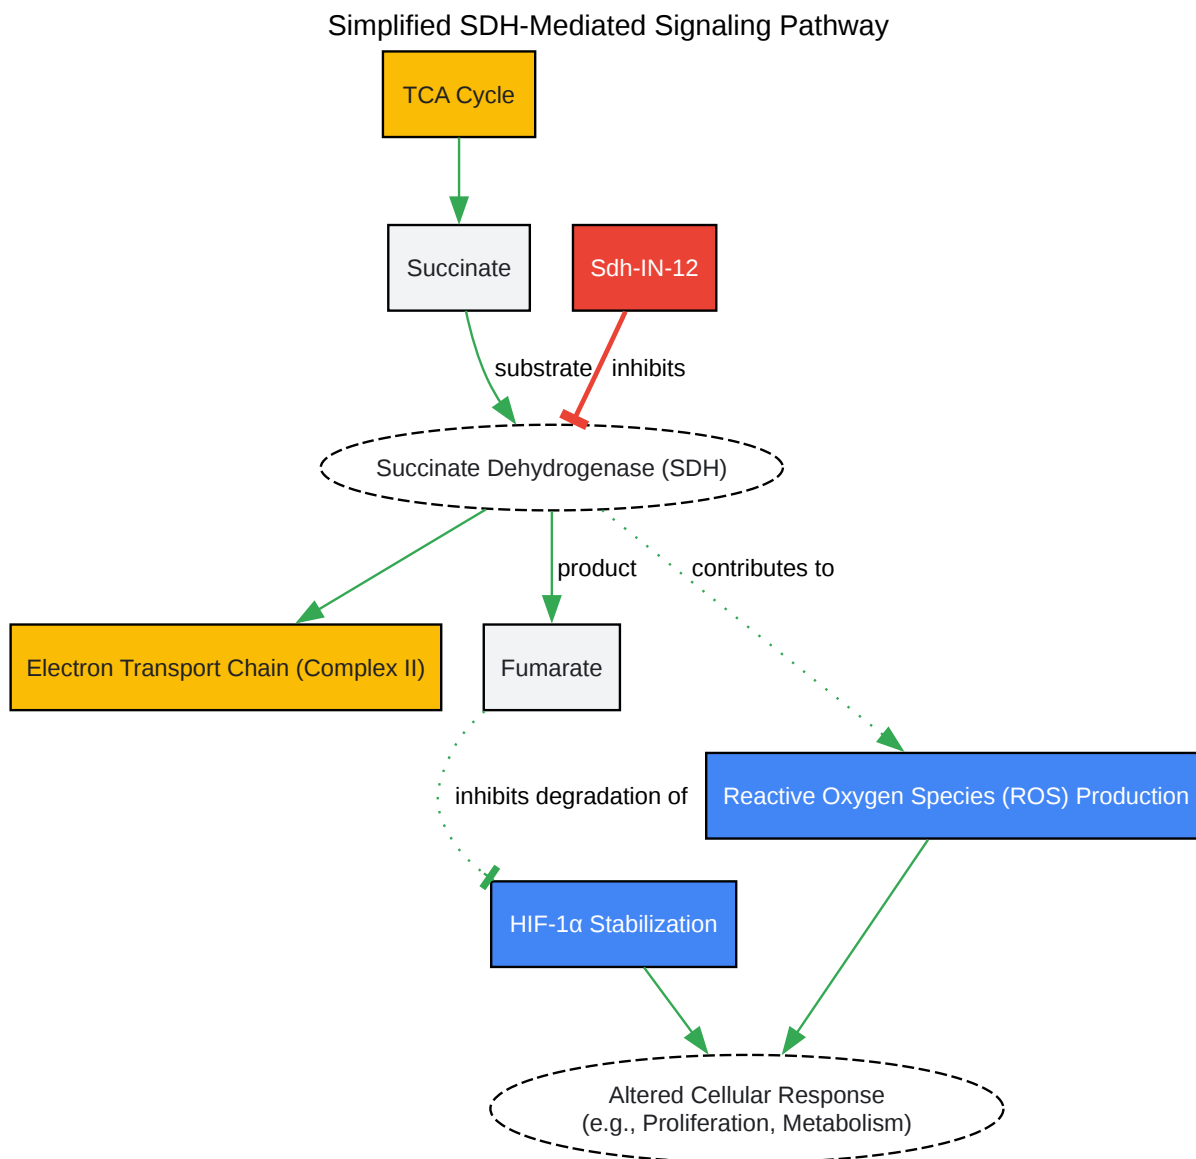 Simplified SDH-Mediated Signaling Pathway
TCA Cycle
Succinate
Sdh-IN-12
substrate
inhibits
Succinate Dehydrogenase (SDH)
product
contributes to
Electron Transport Chain (Complex II)
Fumarate
inhibits degradation of
Reactive Oxygen Species (ROS) Production
HIF-1α Stabilization
Altered Cellular Response
(e.g., Proliferation, Metabolism)